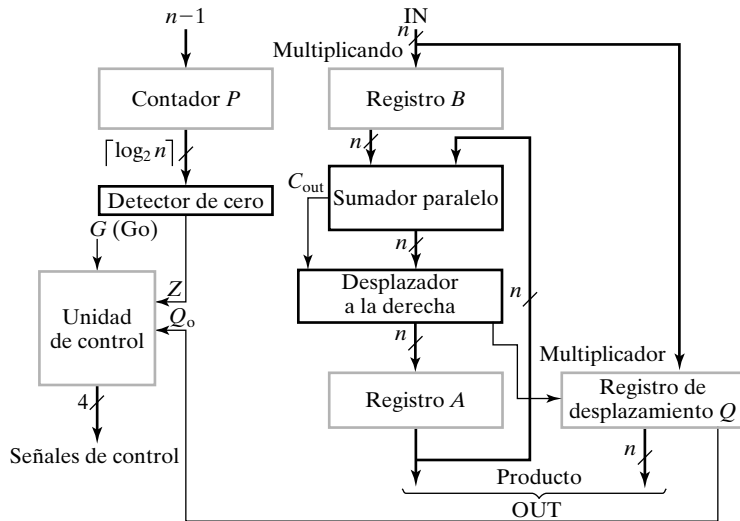 n−1
IN
n
Multiplicando
Contador P
Registro B
⌈log₂ n⌉
n
Detector de cero
Cout
Sumador paralelo
G (Go)
n
Unidad
de control
Z
Qo
Desplazador
a la derecha
n
n
Multiplicador
4
Registro A
Registro de
desplazamiento Q
Señales de control
n
Producto
OUT